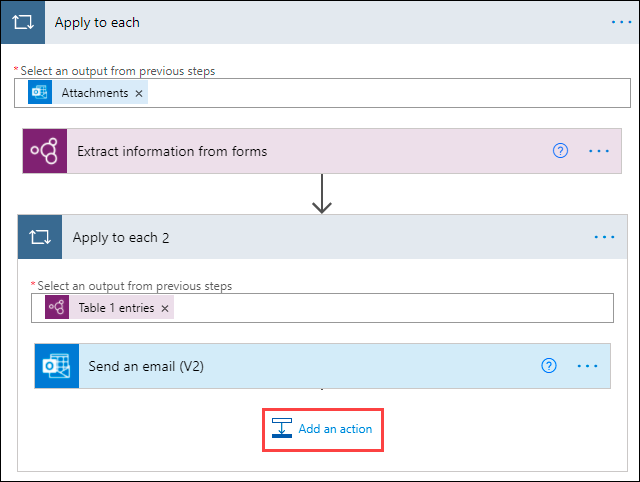 Apply to each
* Select an output from previous steps
Attachments ×
Extract information from forms
Apply to each 2
* Select an output from previous steps
Table 1 entries ×
Send an email (V2)
Add an action